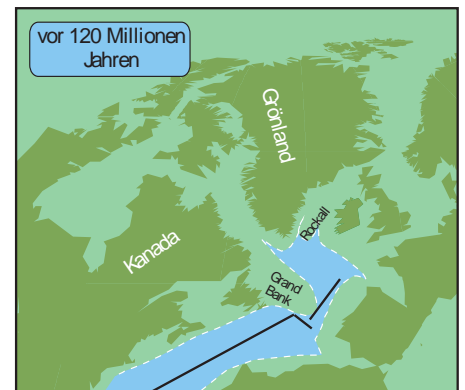 vor 120 Millionen
Jahren
Grönland
Rockall
Kanada
Grand
Bank